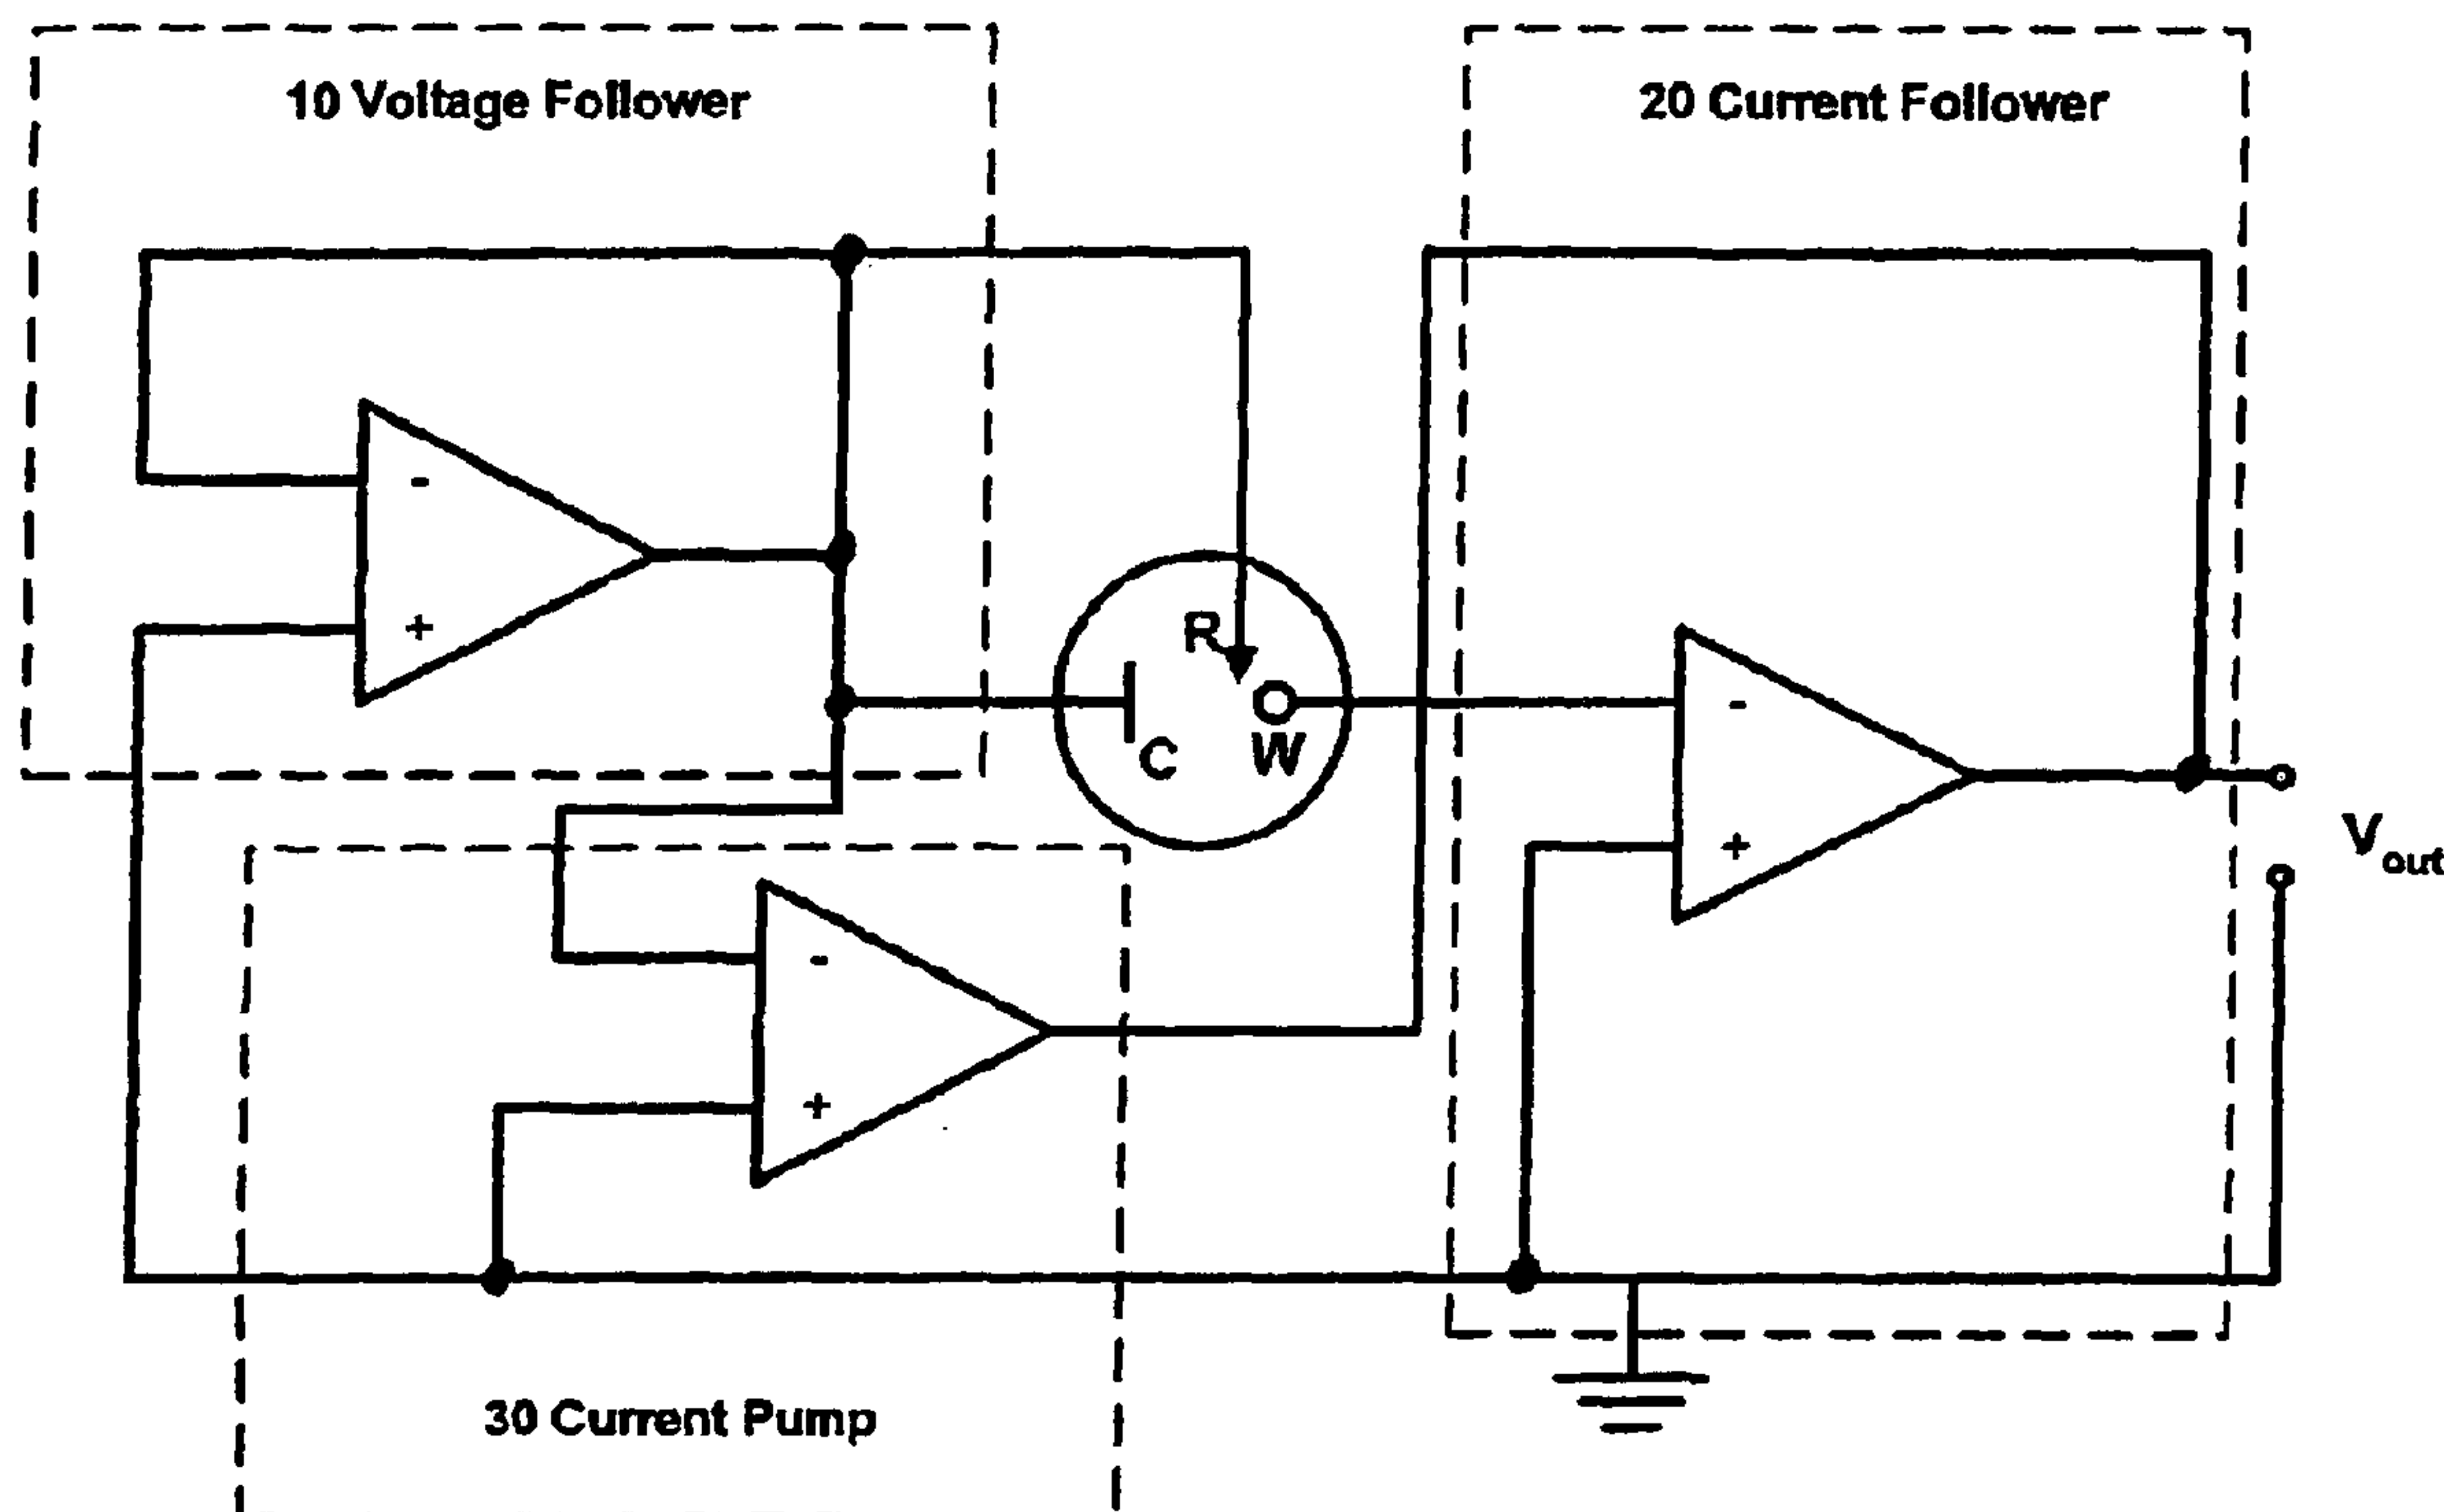 10 Voltage Follower
20 Current Follower
-
+
R
C
W
-
+
Vout
-
+
30 Current Pump